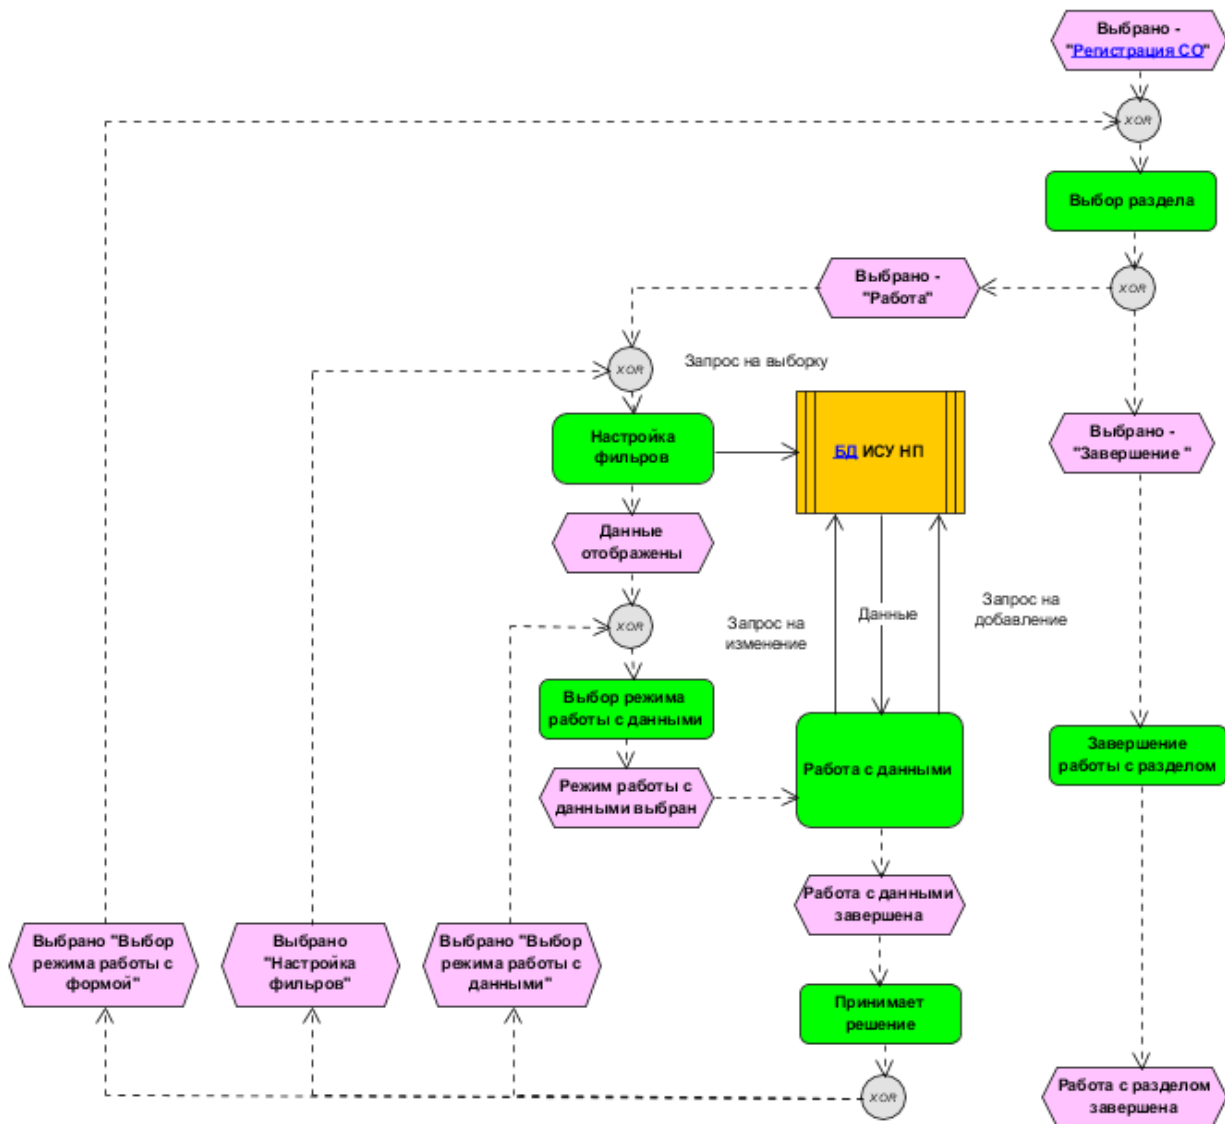 Выбрано -
"Регистрация СО"
XOR
Выбор раздела
Выбрано -
"Работа"
XOR
XOR
Запрос на выборку
Настройка
фильров
БД ИСУ НП
Выбрано -
"Завершение "
Данные
отображены
XOR
Запрос на
изменение
Данные
Запрос на
добавление
Выбор режима
работы с данными
Работа с данными
Завершение
работы с разделом
Режим работы с
данными выбран
Работа с данными
завершена
Выбрано "Выбор
режима работы с
формой"
Выбрано
"Настройка
фильров"
Выбрано "Выбор
режима работы с
данными"
Принимает
решение
XOR
Работа с разделом
завершена